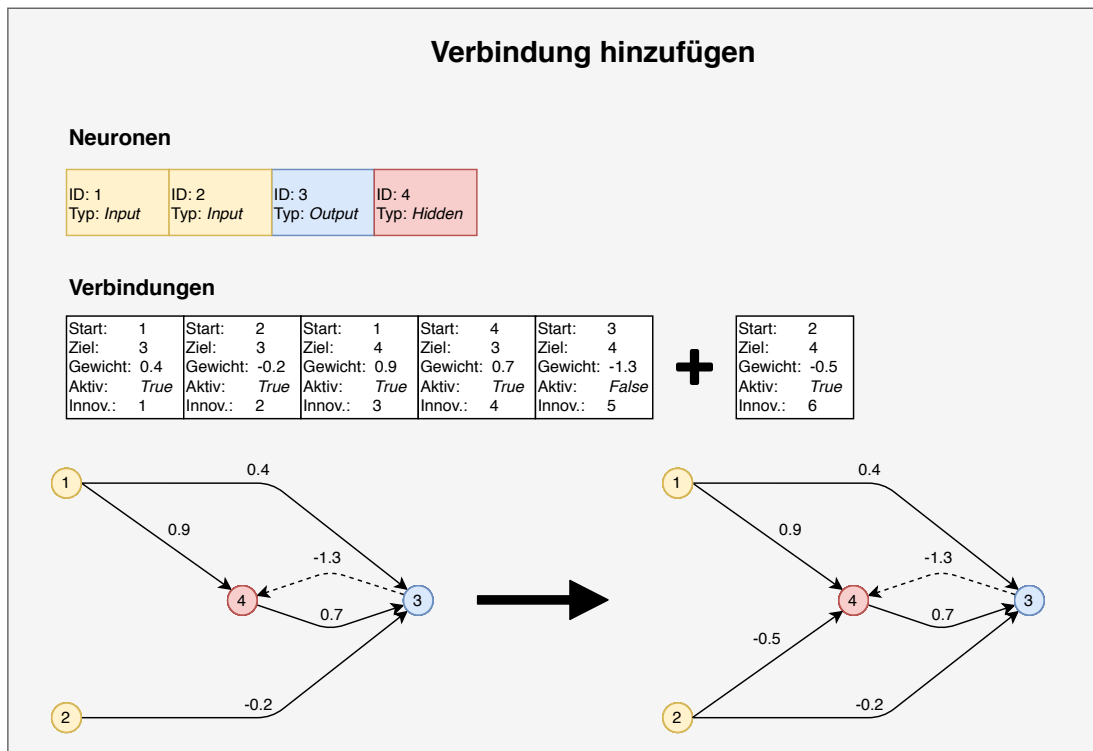 Verbindung hinzufügen
Neuronen
ID: 1 ID: 2 ID: 3 ID: 4
Typ: Input Typ: Input Typ: Output Typ: Hidden
Verbindungen
Start: 1 Start: 2 Start: 1 Start: 4 Start: 3 Start: 2
Ziel: 3 Ziel: 3 Ziel: 4 Ziel: 3 Ziel: 4 Ziel: 4
Gewicht: 0.4 Gewicht: -0.2 Gewicht: 0.9 Gewicht: 0.7 Gewicht: -1.3 Gewicht: -0.5
Aktiv: True Aktiv: True Aktiv: True Aktiv: True Aktiv: False Aktiv: True
Innov.: 1 Innov.: 2 Innov.: 3 Innov.: 4 Innov.: 5 Innov.: 6
0.4 0.4
1 1
0.9 0.9
-1.3 -1.3
4 3 4 3
0.7 0.7
-0.5
-0.2 -0.2
2 2